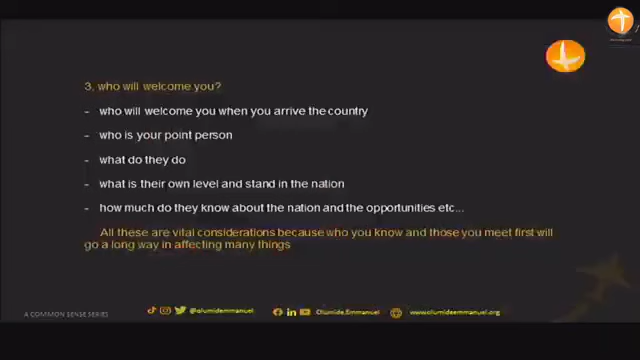 3, who will welcome you?
- who will welcome you when you arrive the country
- who is your point person
- what do they do
- what is their own level and stand in the nation
- how much do they know about the nation and the opportunities etc...
All these are vital considerations because who you know and those you meet first will
go a long way in affecting many things
A COMMON SENSE SERIES
@olumideemmanuel
Olumide.Emmanuel
www.olumideemmanuel.org